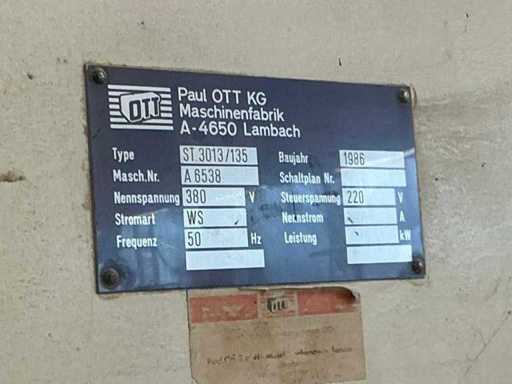 OTT
Paul OTT KG
Maschinenfabrik
A-4650 Lambach
Type ST 3013/135 Baujahr 1986
Masch.Nr. A 6538 Schaltplan Nr.
Nennspannung 380 V Steuerspannung 220 V
Stromart WS Nennstrom A
Frequenz 50 Hz Leistung kW
OTT